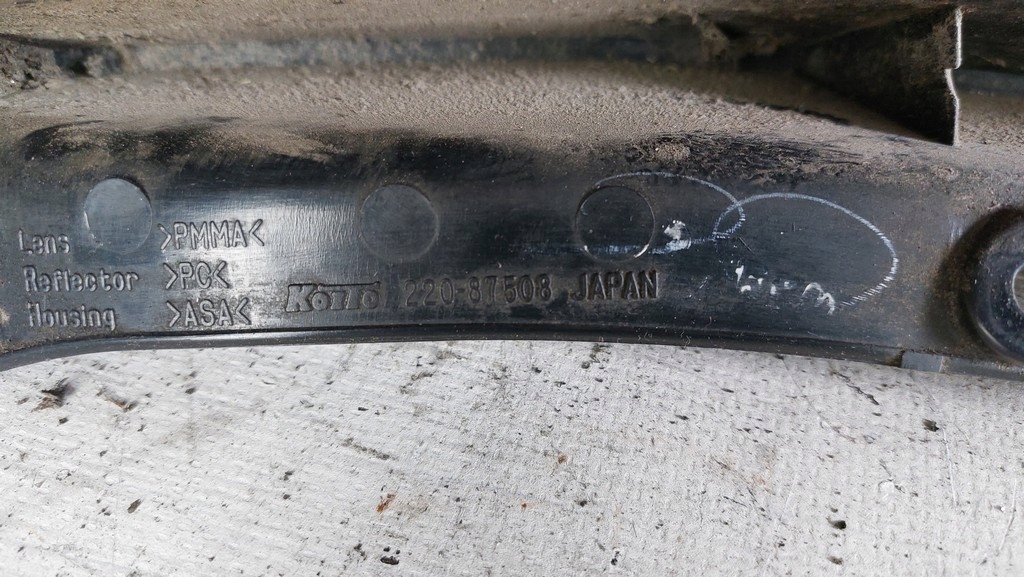 Lens >PMMA<
Reflector >PC<
Housing >ASA<
KOITO 220-87508 JAPAN